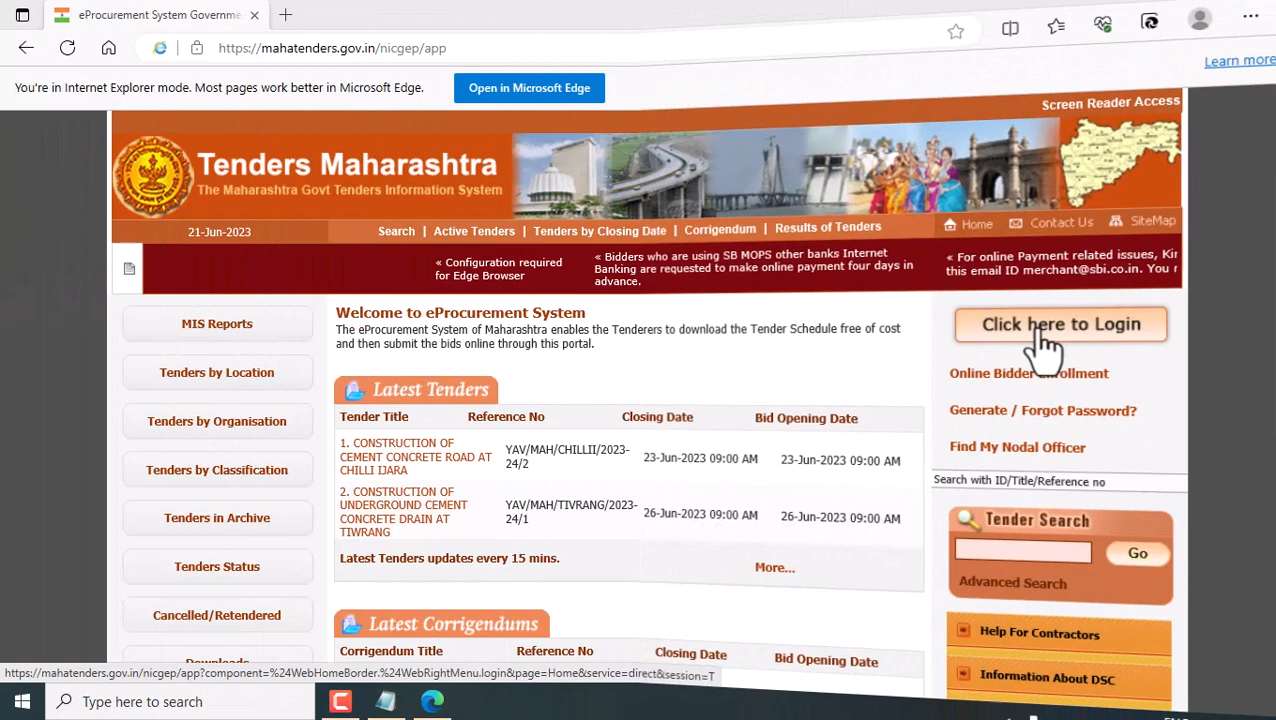 eProcurement System Governme
https://mahatenders.gov.in/nicgep/app
Learn more
You're in Internet Explorer mode. Most pages work better in Microsoft Edge.
Open in Microsoft Edge
Screen Reader Access
Tenders Maharashtra
The Maharashtra Govt Tenders Information System
21-Jun-2023
Search | Active Tenders | Tenders by Closing Date | Corrigendum | Results of Tenders
Home
Contact Us
SiteMap
« Configuration required
for Edge Browser
« Bidders who are using SB MOPS other banks Internet
Banking are requested to make online payment four days in
advance.
« For online Payment related issues, Kin
this email ID merchant@sbi.co.in. You r
MIS Reports
Tenders by Location
Tenders by Organisation
Tenders by Classification
Tenders in Archive
Tenders Status
Cancelled/Retendered
Downloads
Welcome to eProcurement System
The eProcurement System of Maharashtra enables the Tenderers to download the Tender Schedule free of cost
and then submit the bids online through this portal.
Latest Tenders
Tender Title Reference No Closing Date Bid Opening Date
1. CONSTRUCTION OF
CEMENT CONCRETE ROAD AT
CHILLI IJARA
YAV/MAH/CHILLII/2023-
24/2
23-Jun-2023 09:00 AM
23-Jun-2023 09:00 AM
2. CONSTRUCTION OF
UNDERGROUND CEMENT
CONCRETE DRAIN AT
TIWRANG
YAV/MAH/TIVRANG/2023-
24/1
26-Jun-2023 09:00 AM
26-Jun-2023 09:00 AM
Latest Tenders updates every 15 mins.
More...
Latest Corrigendums
Corrigendum Title Reference No Closing Date Bid Opening Date
Click here to Login
Online Bidder Enrollment
Generate / Forgot Password?
Find My Nodal Officer
Search with ID/Title/Reference no
Tender Search
Go
Advanced Search
Help For Contractors
Information About DSC
https://mahatenders.gov.in/nicgep/app?component=%24WebHomeBorder.%24WebRightMenu.login&page=Home&service=direct&session=T
Type here to search